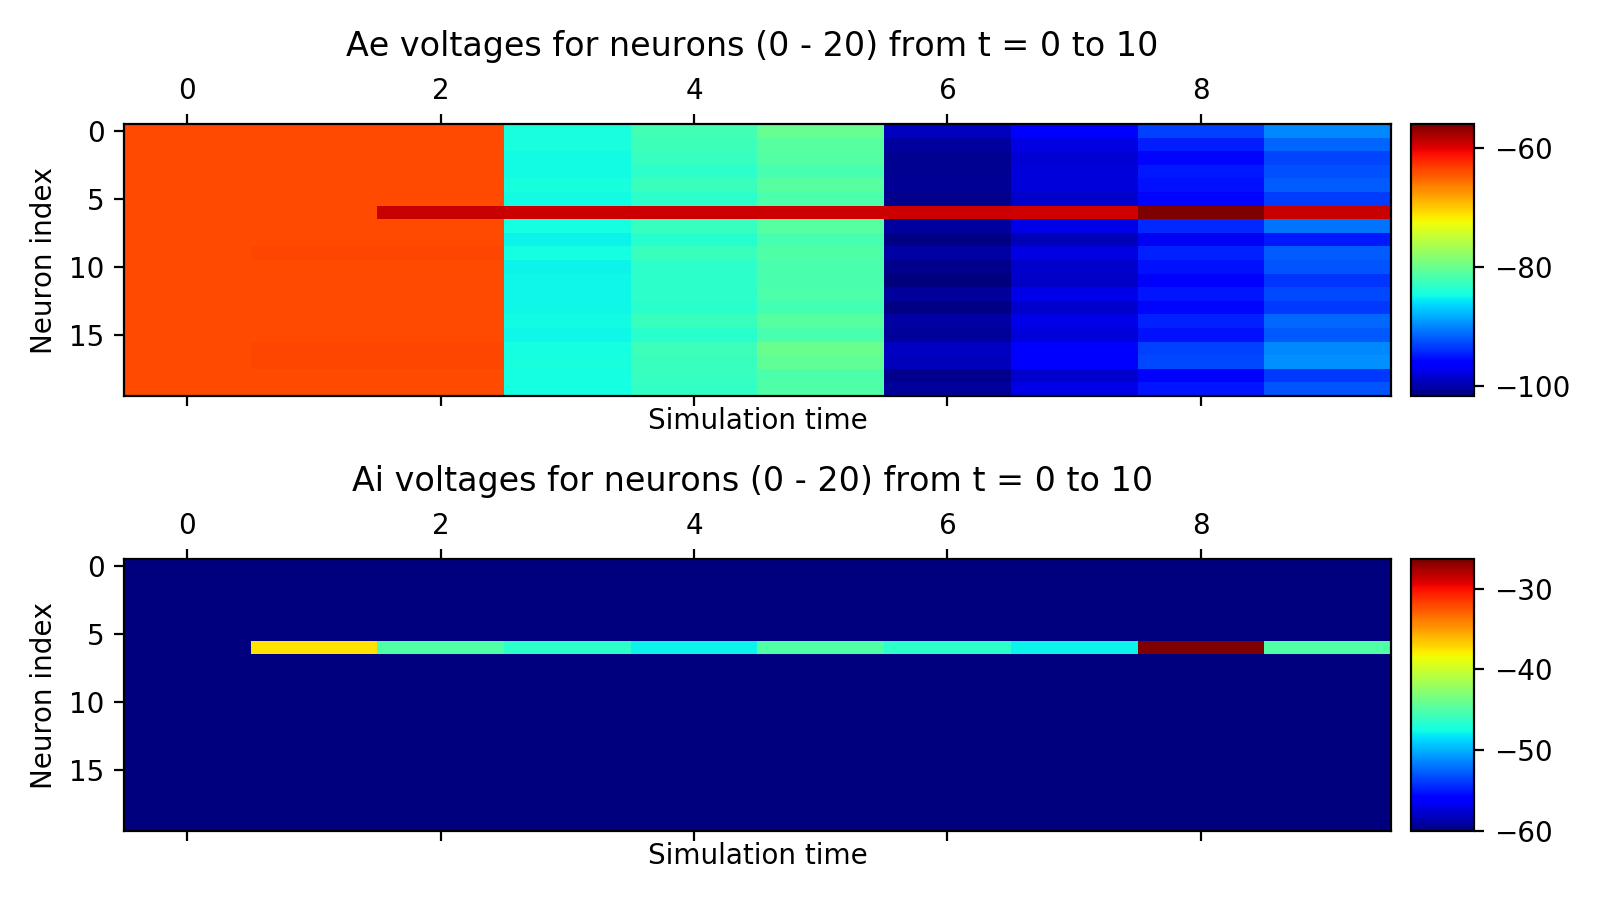 Ae voltages for neurons (0 - 20) from t = 0 to 10
0 2 4 6 8
Neuron index
0
5
10
15
−60
−80
−100
Simulation time
Ai voltages for neurons (0 - 20) from t = 0 to 10
0 2 4 6 8
Neuron index
0
5
10
15
−30
−40
−50
−60
Simulation time